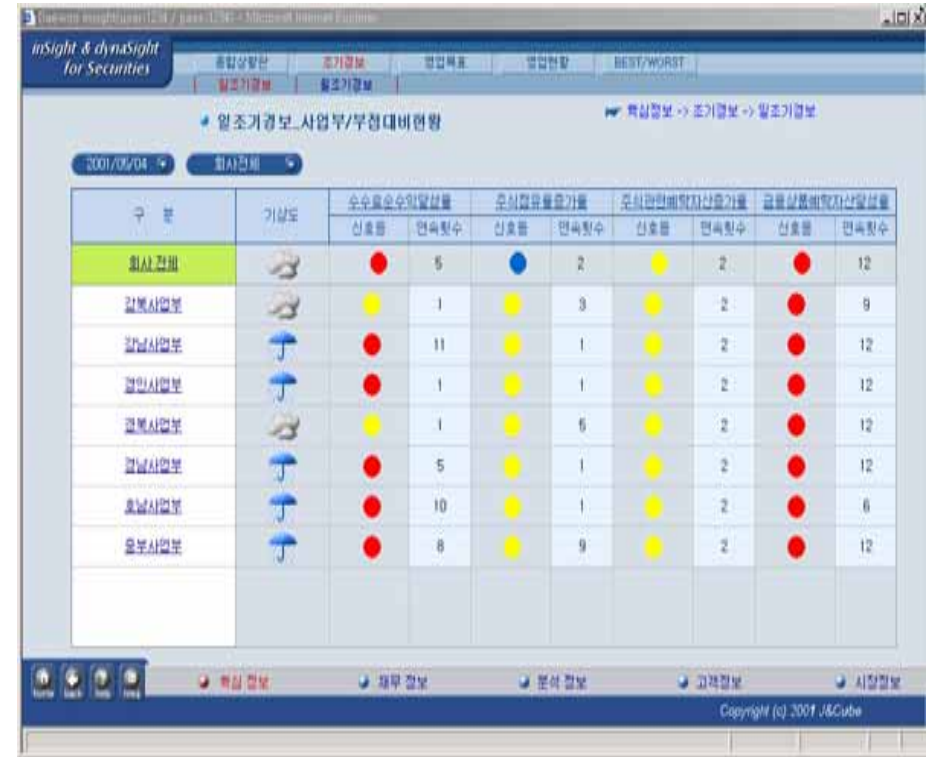 inSight & dynaSight
for Securities
종합상황판 조기경보 영업목표 영업현황 BEST/WORST
일조기경보 월조기경보
일조기경보_사업부/부점대비현황
핵심정보 -> 조기경보 -> 일조기경보
2001/05/04 회사전체
구 분 기상도 순수료순수익달성율 주식점유율증가율 주식관련예탁자산증가율 금융상품예탁자산달성율
신호등 연속횟수 신호등 연속횟수 신호등 연속횟수 신호등 연속횟수
회사 전체 5 2 2 12
강북사업부 1 3 2 9
강남사업부 11 1 2 12
경인사업부 1 1 2 12
경북사업부 1 5 2 12
경남사업부 5 1 2 12
호남사업부 10 1 2 6
본부사업부 8 9 2 12
핵심 정보 재무 정보 분석 정보 고객정보 시장정보
Copyright (c) 2001 J&Cube